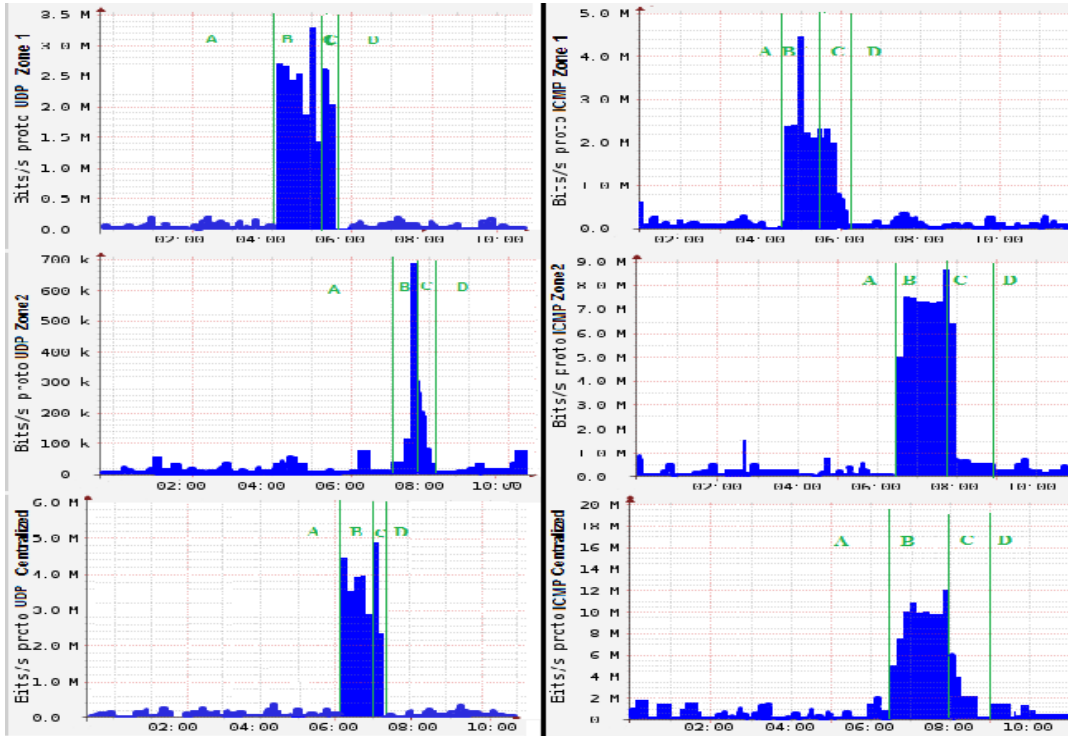 Bits/s proto UDP Zone 1
3.5 M
3.0 M
2.5 M
2.0 M
1.5 M
1.0 M
0.5 M
0.0
A B C D
02:00 04:00 06:00 08:00 10:00
Bits/s proto ICMP Zone 1
5.0 M
4.0 M
3.0 M
2.0 M
1 0 M
0.0
A B C D
02:00 04:00 06:00 08:00 10:00
Bits/s proto UDP Zone2
700 k
600 k
500 k
400 k
300 k
200 k
100 k
0
A B C D
02:00 04:00 06:00 08:00 10:00
Bits/s proto ICMP Zone2
9.0 M
8.0 M
7.0 M
6.0 M
5.0 M
4.0 M
3.0 M
2.0 M
1 0 M
0.0
A B C D
02:00 04:00 06:00 08:00 10:00
Bits/s proto UDP Centralized
6.0 M
5.0 M
4.0 M
3.0 M
2.0 M
1.0 M
0.0
A B C D
02:00 04:00 06:00 08:00 10:00
Bits/s proto ICMP Centralized
20 M
18 M
16 M
14 M
12 M
10 M
8 M
6 M
4 M
2 M
0
A B C D
02:00 04:00 06:00 08:00 10:00